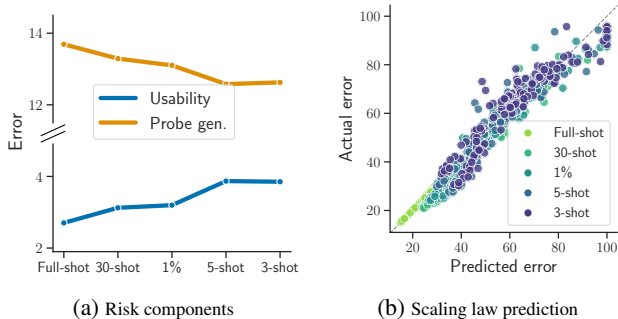 14
12
4
2
Error
Usability
Probe gen.
Full-shot 30-shot 1% 5-shot 3-shot
(a) Risk components
100
80
60
40
20
Actual error
Full-shot
30-shot
1%
5-shot
3-shot
20 40 60 80 100
Predicted error
(b) Scaling law prediction